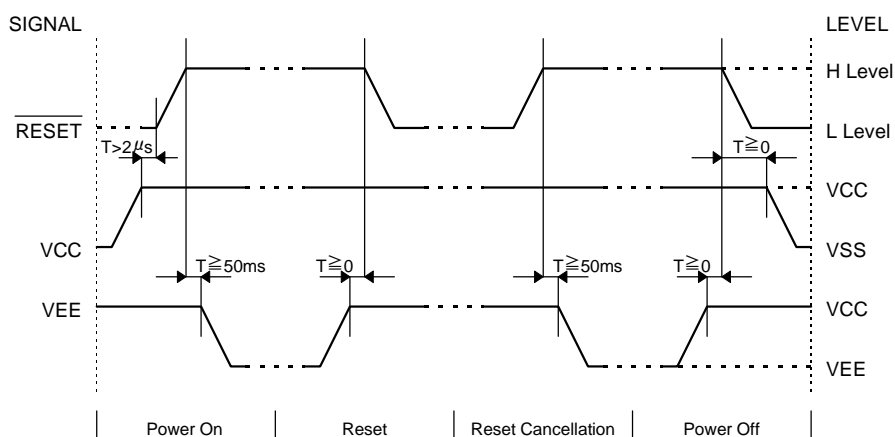 SIGNAL LEVEL
H Level
RESET L Level
T>2μs T≧0
VCC
VCC VSS
T≧50ms T≧0 T≧50ms T≧0
VEE VCC
VEE
Power On Reset Reset Cancellation Power Off